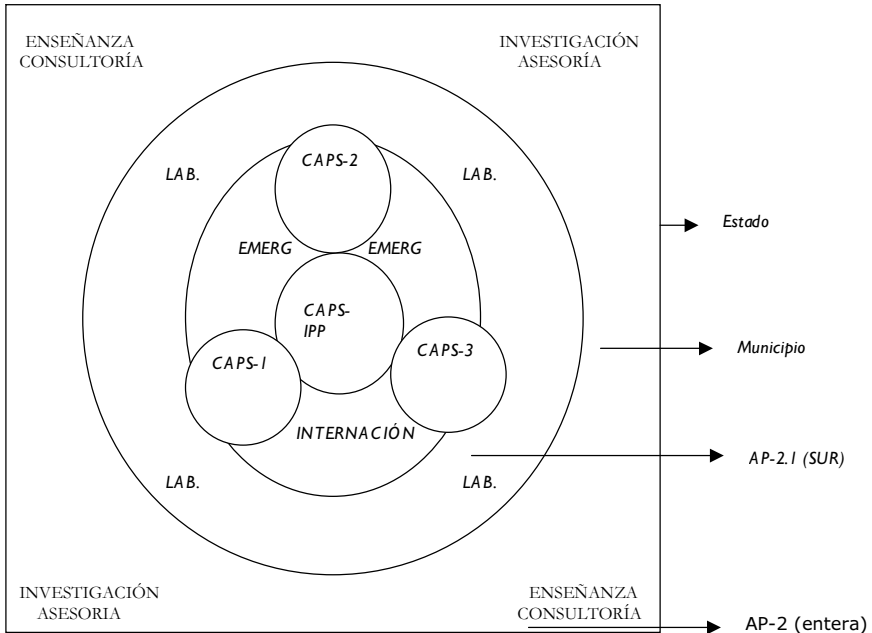 ENSEÑANZA
CONSULTORÍA
INVESTIGACIÓN
ASESORÍA
CAPS-2
LAB.
LAB.
Estado
EMERG
EMERG
CAPS-
IPP
Municipio
CAPS-1
CAPS-3
INTERNACIÓN
AP-2.1 (SUR)
LAB.
LAB.
INVESTIGACIÓN
ASESORIA
ENSEÑANZA
CONSULTORÍA
AP-2 (entera)